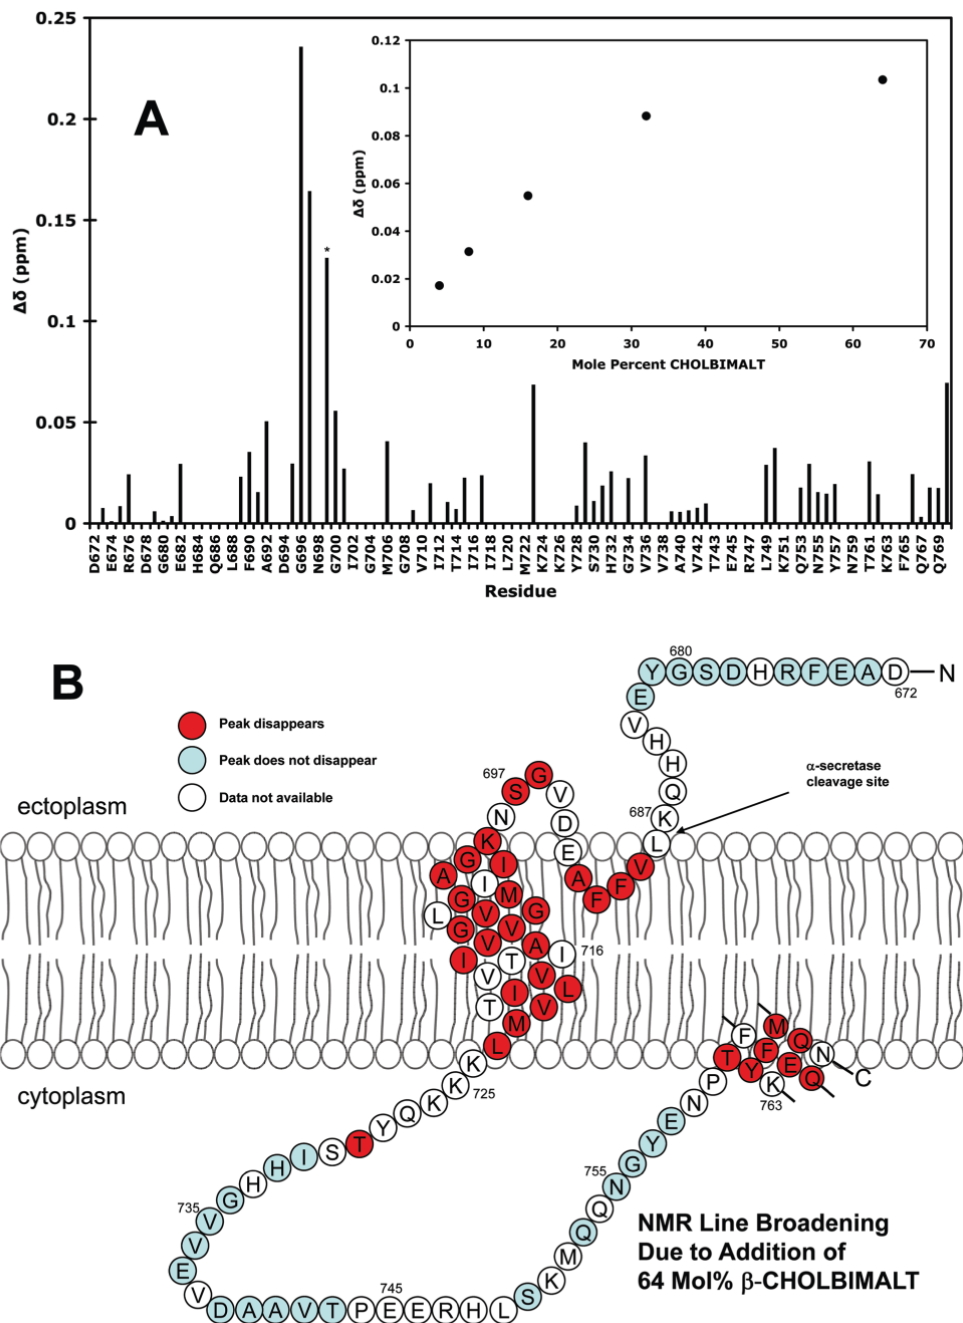 0.25
0.2
0.15
0.1
0.05
0
Δδ (ppm)
A
*
0.12
0.1
0.08
0.06
0.04
0.02
0
Δδ (ppm)
0 10 20 30 40 50 60 70
Mole Percent CHOLBIMALT
D672 E674 R676 D678 G680 E682 H684 Q686 L688 F690 A692 D694 G696 N698 G700 I702 G704 M706 G708 V710 I712 T714 I716 I718 L720 M722 K724 K726 Y728 S730 H732 G734 V736 V738 A740 V742 T743 E745 R747 L749 K751 Q753 N755 Y757 N759 T761 K763 F765 Q767 Q769
Residue
B
Peak disappears
Peak does not disappear
Data not available
ectoplasm
cytoplasm
α-secretase
cleavage site
N
672
D A E F R H D S G Y E V H H Q K L V F F A E D V G S N K
680
687
697
G A I I G L M V G G V V G I V T A I
716
V I V L T M L K K K Q Y T S I H H G V V E V D A A V T P E E R H L S K M Q Q N G Y E N P T Y K
725
735
745
755
763
F M F Q E N Q
C
NMR Line Broadening
Due to Addition of
64 Mol% β-CHOLBIMALT